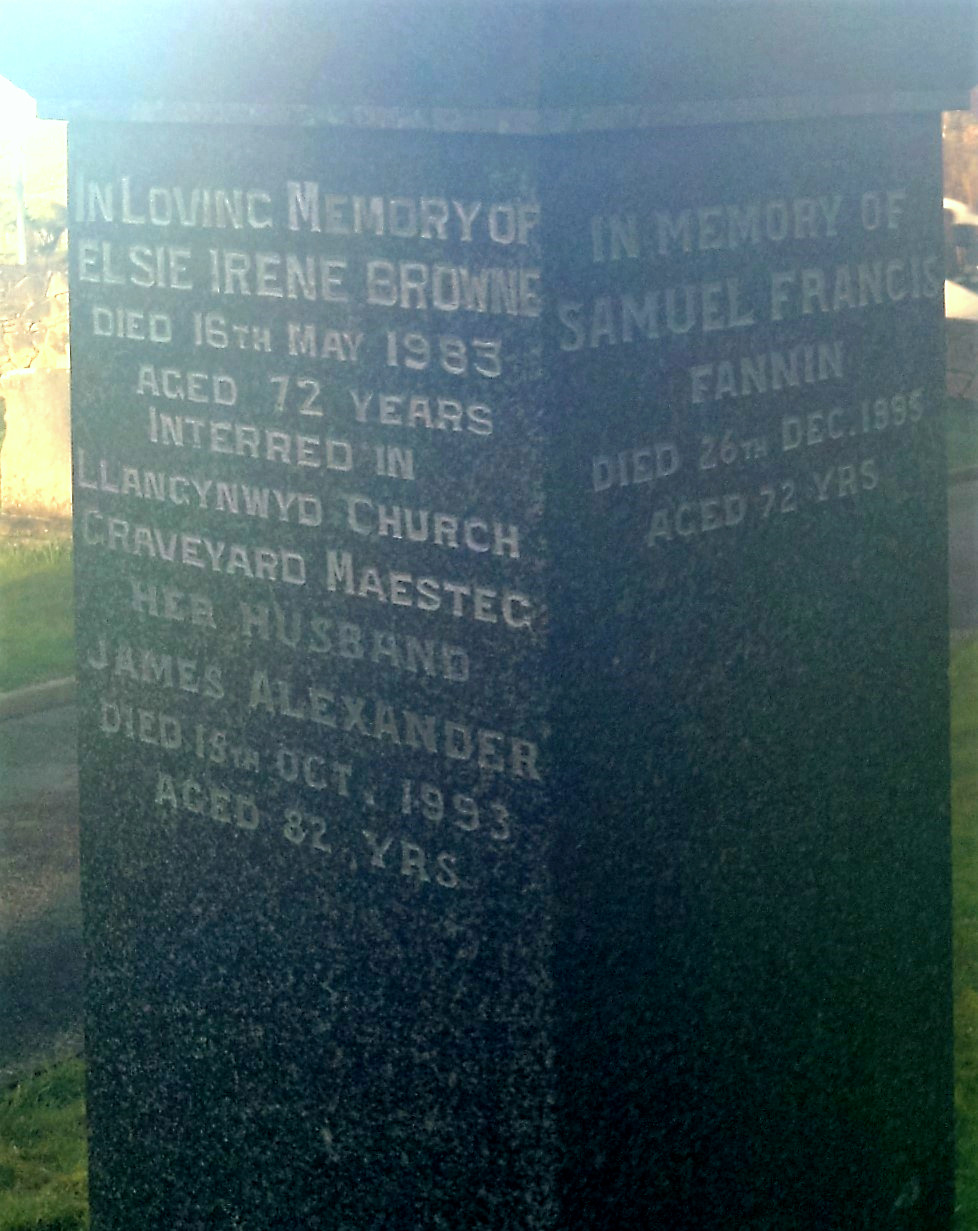 IN LOVING MEMORY OF
ELSIE IRENE BROWNE
DIED 16TH MAY 1983
AGED 72 YEARS
INTERRED IN
LLANGYNWYD CHURCH
GRAVEYARD MAESTEG
HER HUSBAND
JAMES ALEXANDER
DIED 15TH OCT. 1993
AGED 82 YRS
IN MEMORY OF
SAMUEL FRANCIS
FANNIN
DIED 26TH DEC. 1995
AGED 72 YRS